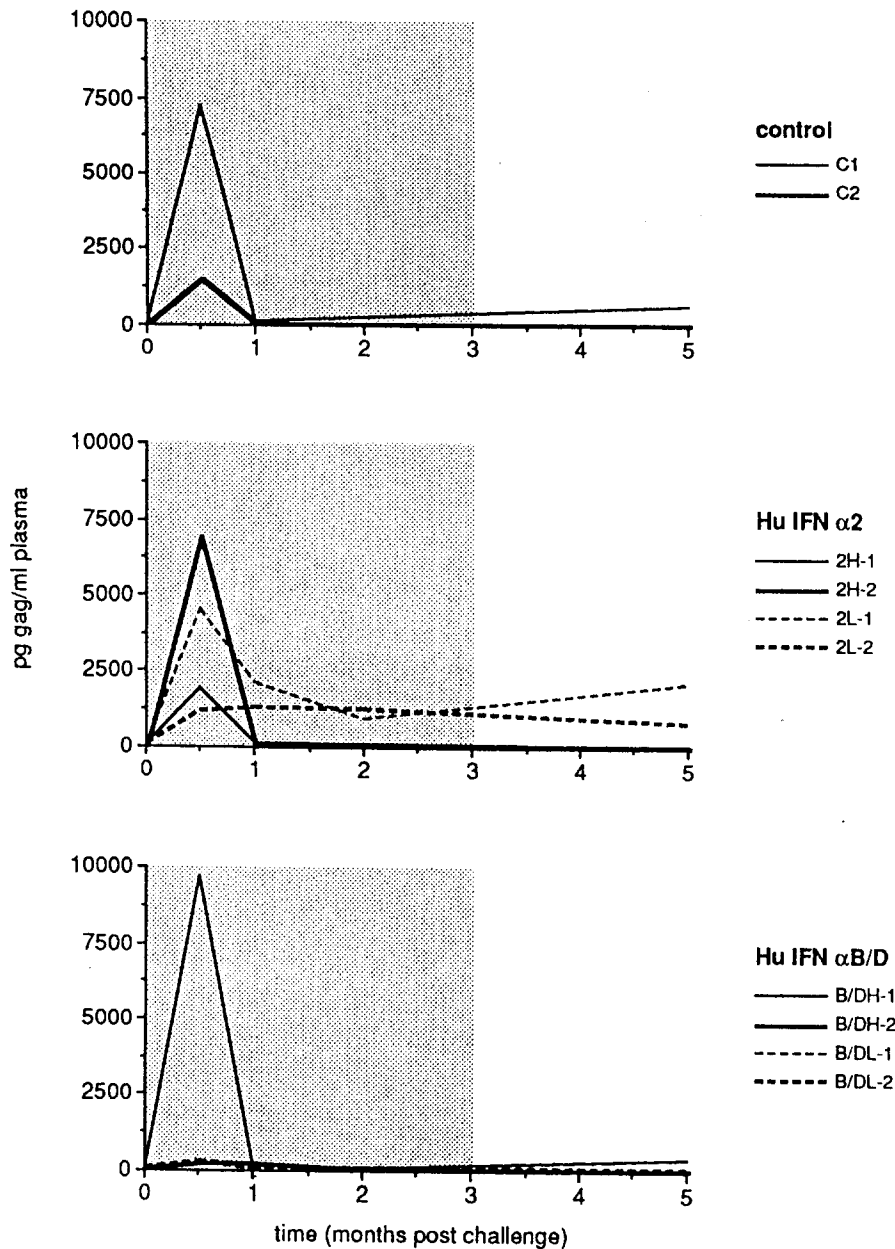 10000
7500
5000
2500
0
0 1 2 3 4 5
control
C1
C2
pg gag/ml plasma
10000
7500
5000
2500
0
0 1 2 3 4 5
Hu IFN α2
2H-1
2H-2
2L-1
2L-2
10000
7500
5000
2500
0
0 1 2 3 4 5
Hu IFN αB/D
B/DH-1
B/DH-2
B/DL-1
B/DL-2
time (months post challenge)